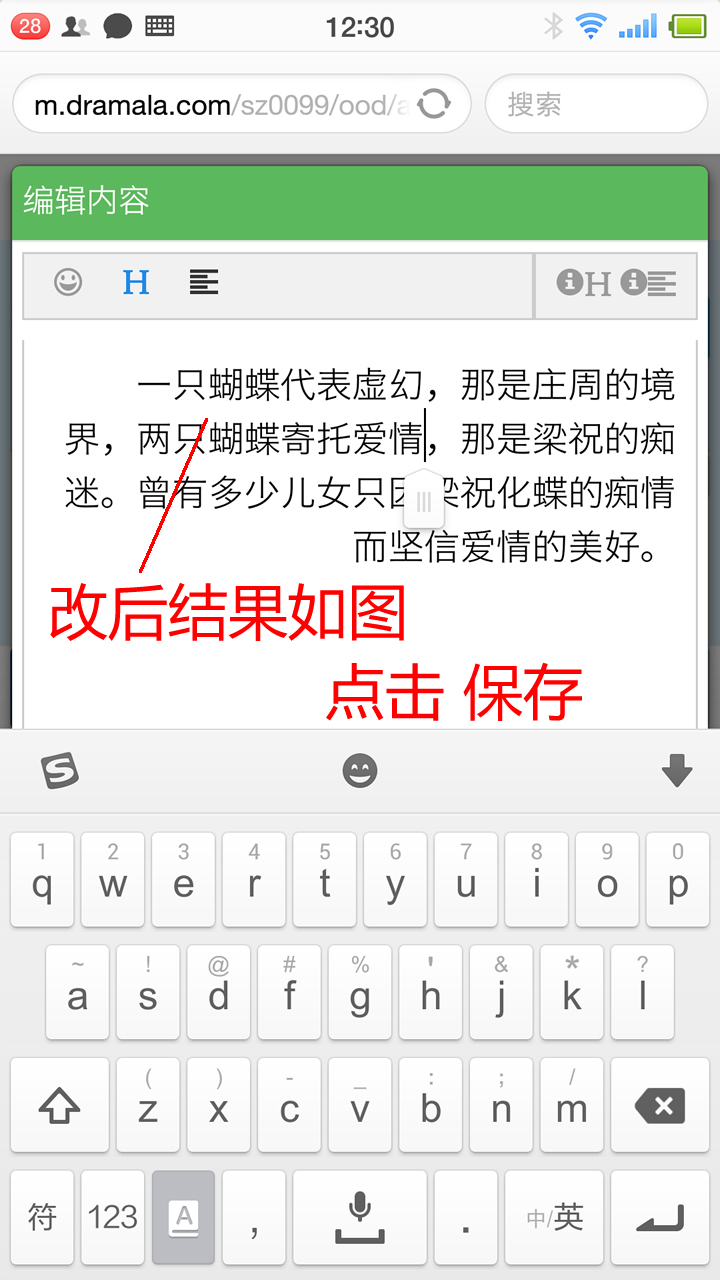 28 12:30
m.dramala.com/sz0099/ood/a 搜索
编辑内容
H H
一只蝴蝶代表虚幻，那是庄周的境
界，两只蝴蝶寄托爱情，那是梁祝的痴
迷。曾有多少儿女只因梁祝化蝶的痴情
而坚信爱情的美好。
改后结果如图
点击 保存
1 2 3 4 5 6 7 8 9 0
q w e r t y u i o p
~ ! @ # % ' & * ?
a s d f g h j k l
( ) - _ : ; /
z x c v b n m
符 123 A , . 中/英